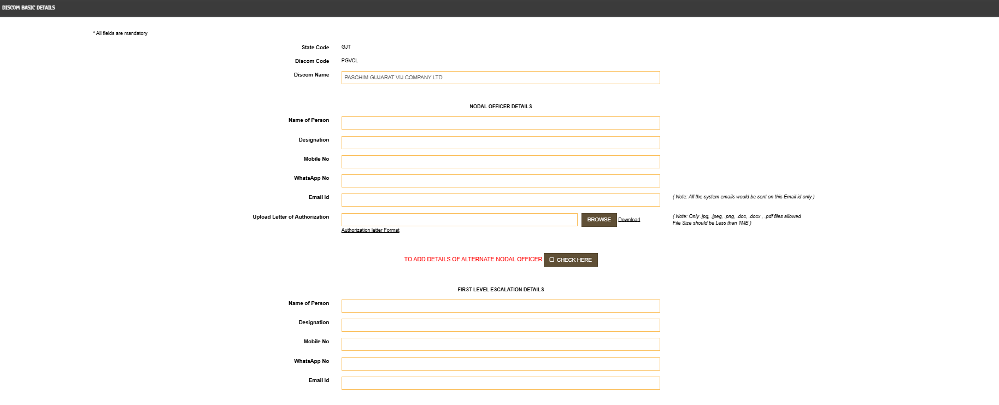 DISCOM BASIC DETAILS
* All fields are mandatory
State Code GJT
Discom Code PGVCL
Discom Name PASCHIM GUJARAT VIJ COMPANY LTD
NODAL OFFICER DETAILS
Name of Person
Designation
Mobile No
WhatsApp No
Email Id ( Note: All the system emails would be sent on this Email id only )
Upload Letter of Authorization BROWSE Download ( Note: Only .jpg, .jpeg, .png, .doc, .docx , .pdf files allowed
File Size should be Less than 1MB )
Authorization letter Format
TO ADD DETAILS OF ALTERNATE NODAL OFFICER CHECK HERE
FIRST LEVEL ESCALATION DETAILS
Name of Person
Designation
Mobile No
WhatsApp No
Email Id